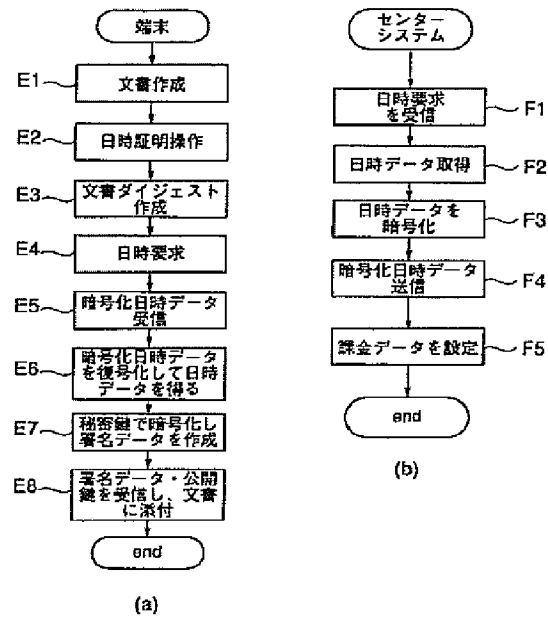 端末
E1
文書作成
E2
日時証明操作
E3
文書ダイジェスト
作成
E4
日時要求
E5
暗号化日時データ
受信
E6
暗号化日時データ
を復号化して日時
データを得る
E7
秘密鍵で暗号化し
署名データを作成
E8
署名データ・公開
鍵を受信し、文書
に添付
end
(a)
センター
システム
日時要求
を受信
F1
日時データ取得
F2
日時データを
暗号化
F3
暗号化日時データ
送信
F4
課金データを設定
F5
end
(b)